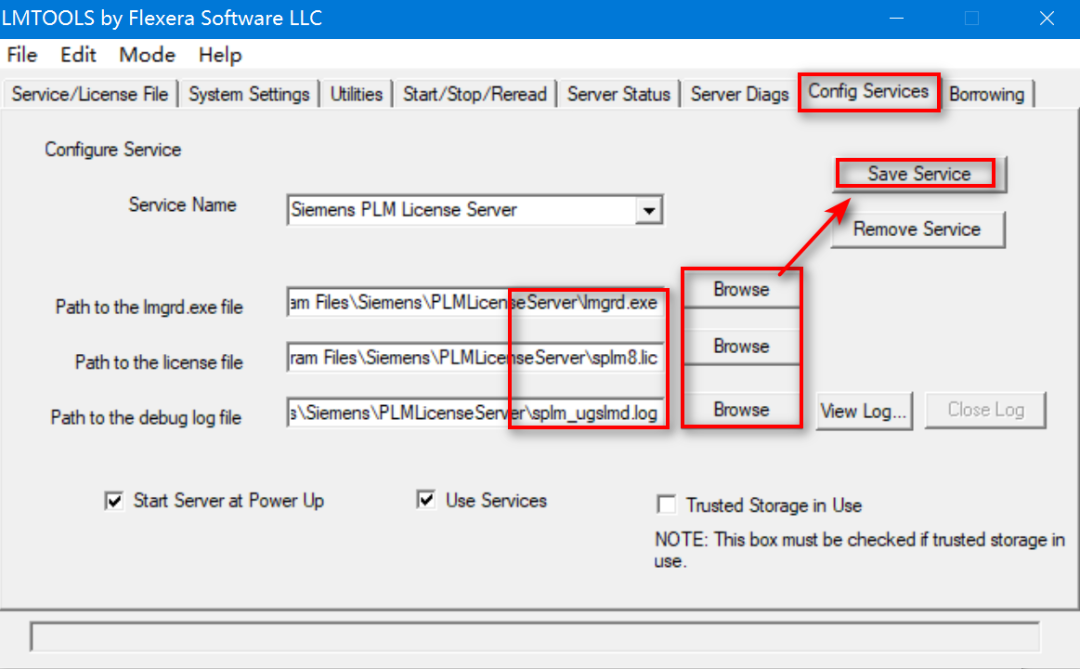 LMTOOLS by Flexera Software LLC
File Edit Mode Help
Service/License File System Settings Utilities Start/Stop/Reread Server Status Server Diags Config Services Borrowing
Configure Service
Save Service
Service Name Siemens PLM License Server
Remove Service
Path to the lmgrd.exe file am Files\Siemens\PLMLicenseServer\lmgrd.exe Browse
Path to the license file ram Files\Siemens\PLMLicenseServer\splm8.lic Browse
Path to the debug log file s\Siemens\PLMLicenseServer\splm_ugslmd.log Browse View Log... Close Log
Start Server at Power Up Use Services Trusted Storage in Use
NOTE: This box must be checked if trusted storage in
use.